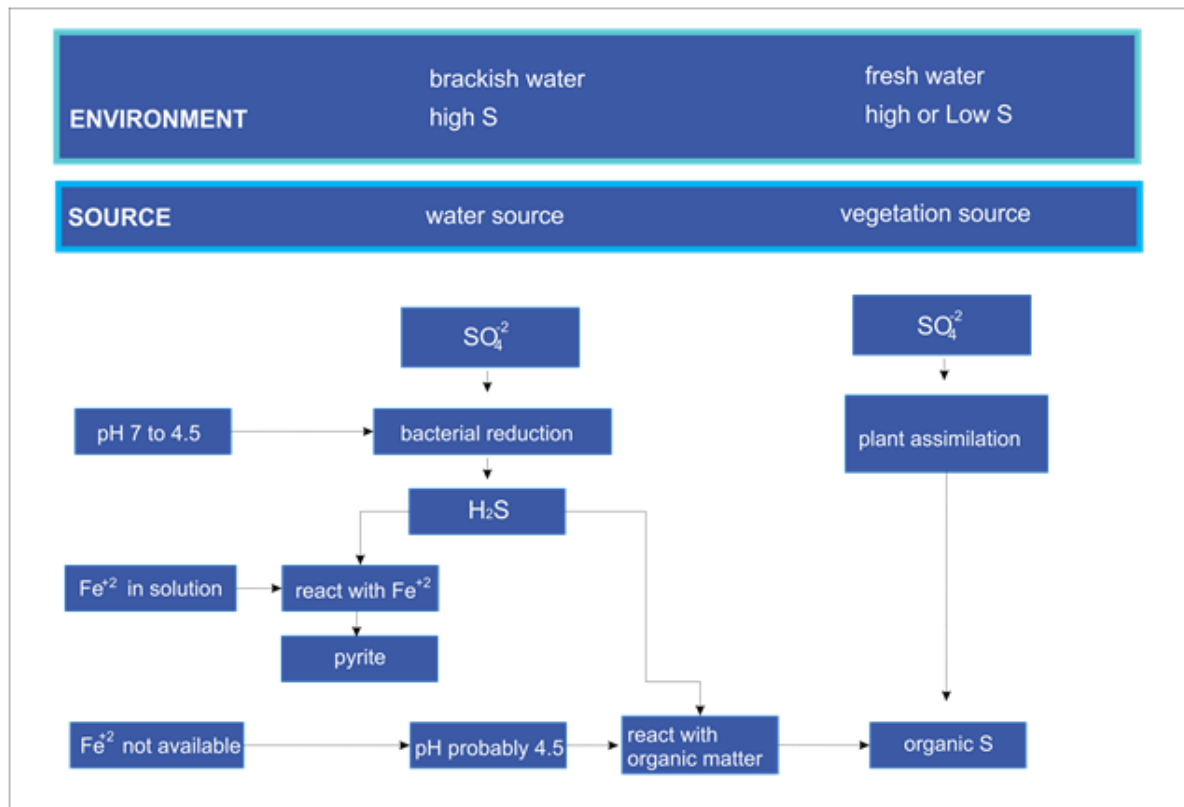 brackish water
fresh water
ENVIRONMENT
high S
high or Low S
SOURCE
water source
vegetation source
SO₄⁻²
SO₄⁻²
pH 7 to 4.5
bacterial reduction
plant assimilation
H₂S
Fe⁺² in solution
react with Fe⁺²
pyrite
Fe⁺² not available
pH probably 4.5
react with
organic matter
organic S